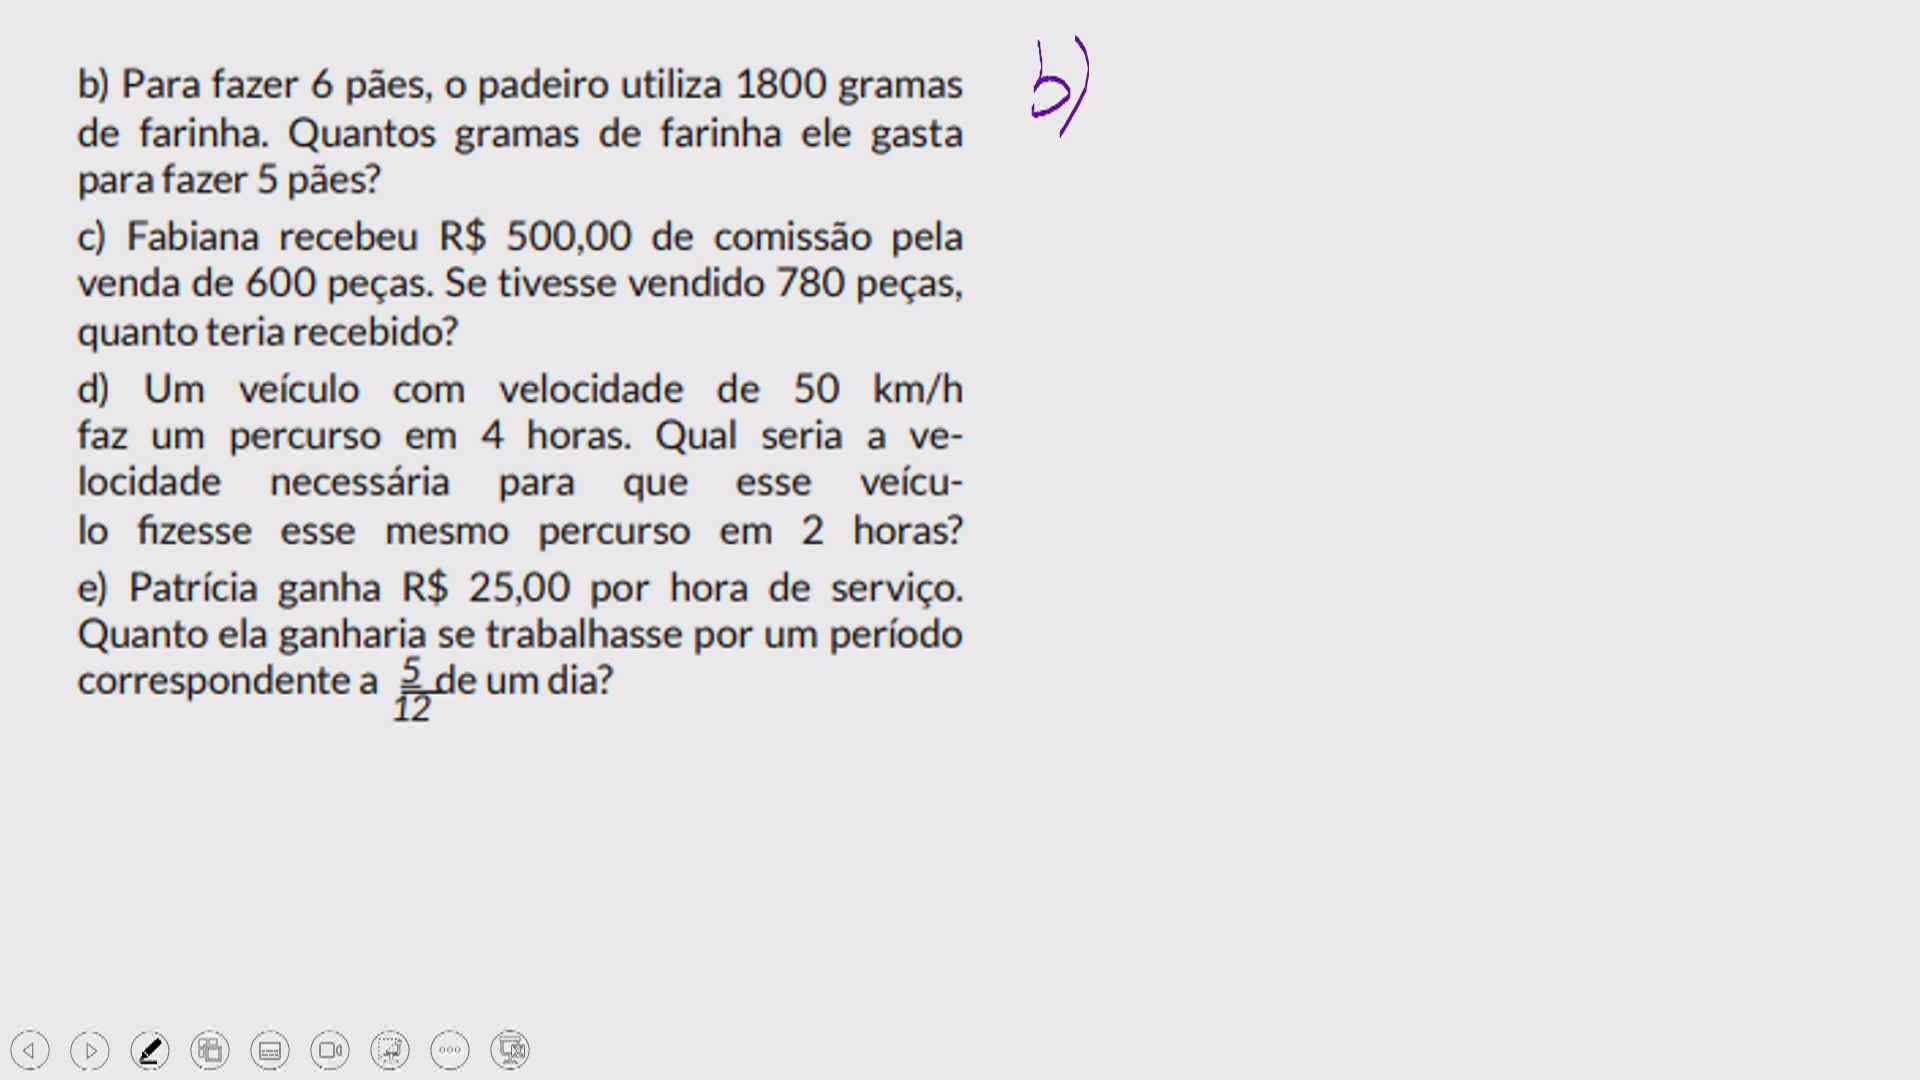 b) Para fazer 6 pães, o padeiro utiliza 1800 gramas
de farinha. Quantos gramas de farinha ele gasta
para fazer 5 pães?
c) Fabiana recebeu R$ 500,00 de comissão pela
venda de 600 peças. Se tivesse vendido 780 peças,
quanto teria recebido?
d) Um veículo com velocidade de 50 km/h
faz um percurso em 4 horas. Qual seria a ve-
locidade necessária para que esse veícu-
lo fizesse esse mesmo percurso em 2 horas?
e) Patrícia ganha R$ 25,00 por hora de serviço.
Quanto ela ganharia se trabalhasse por um período
correspondente a 5/12 de um dia?
b)